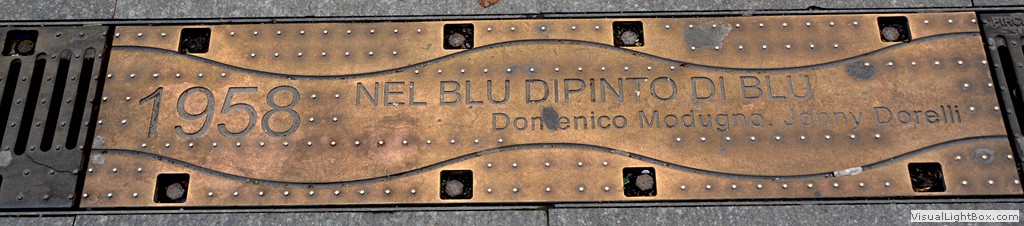 1958
NEL BLU DIPINTO DI BLU
Domenico Modugno. Jonny Dorelli
VisualLightBox.com